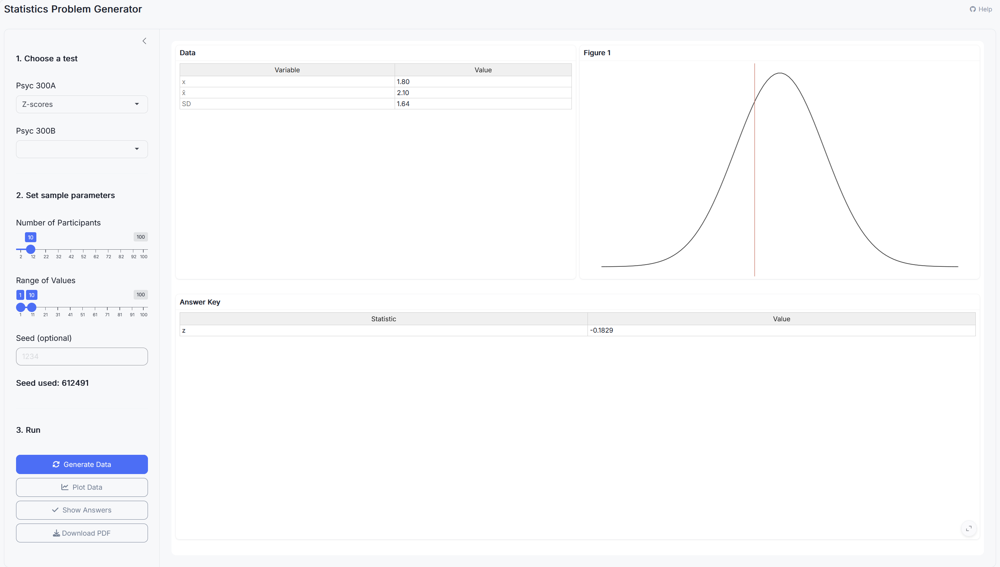 Statistics Problem Generator
Help
1. Choose a test
Psyc 300A
Z-scores
Psyc 300B
2. Set sample parameters
Number of Participants
10 100
2 12 22 32 42 52 62 72 82 92 100
Range of Values
1 10 100
1 11 21 31 41 51 61 71 81 91 100
Seed (optional)
1234
Seed used: 612491
3. Run
Generate Data
Plot Data
Show Answers
Download PDF
Data
Variable Value
x 1.80
x̄ 2.10
SD 1.64
Figure 1
Answer Key
Statistic Value
z -0.1829